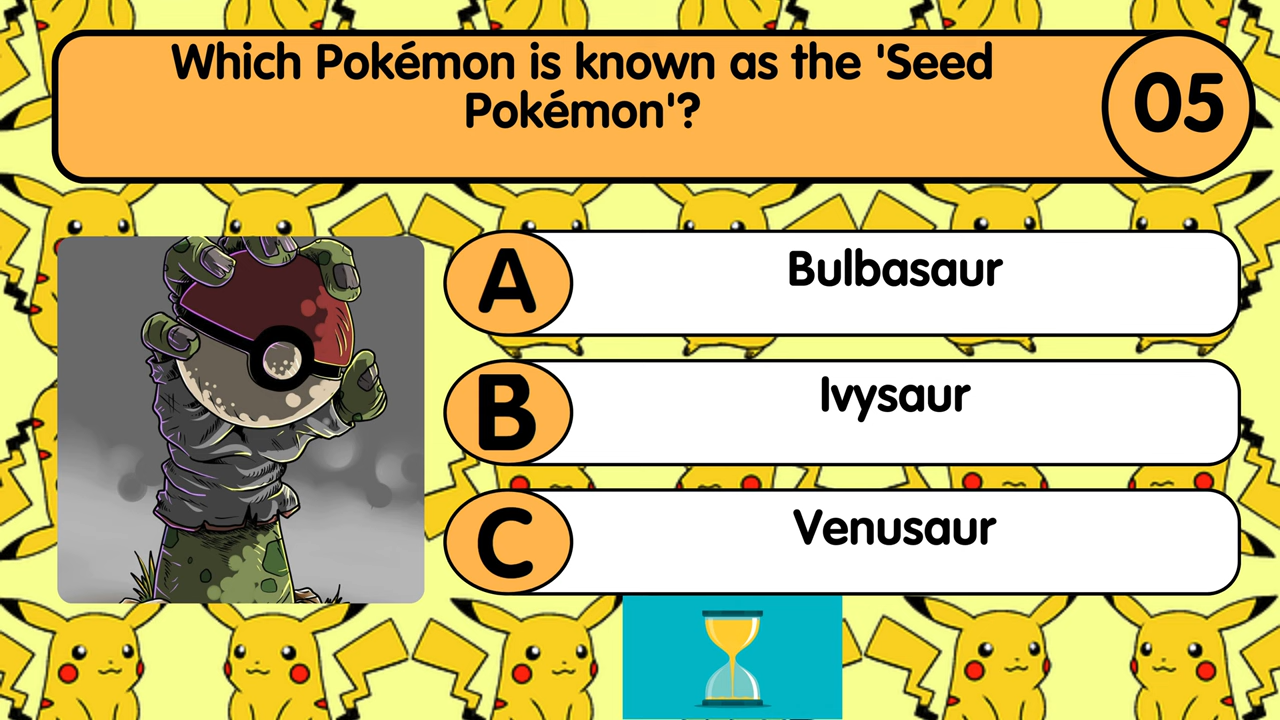 Which Pokémon is known as the 'Seed
Pokémon'?
05
A
Bulbasaur
B
Ivysaur
C
Venusaur